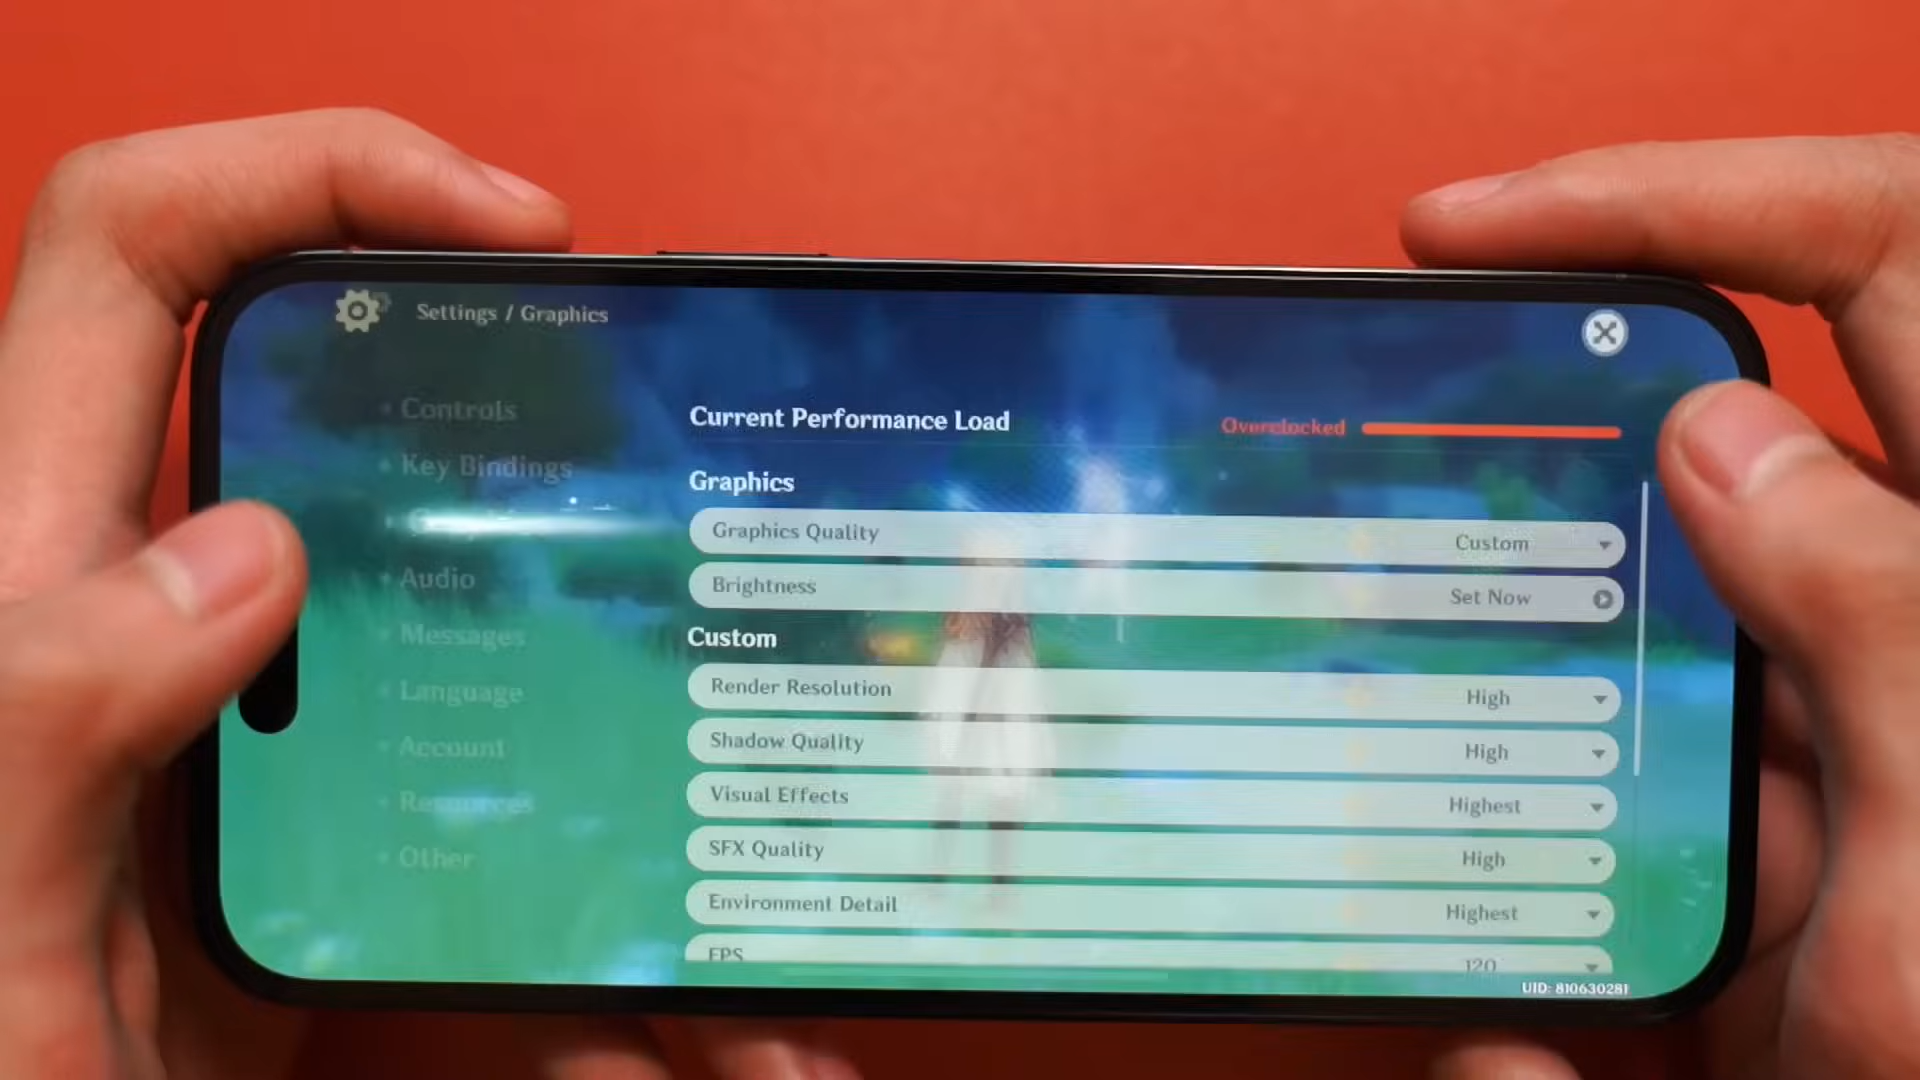 Settings / Graphics
Controls
Key Bindings
Audio
Messages
Language
Account
Resources
Other
Current Performance Load
Overclocked
Graphics
Graphics Quality Custom
Brightness Set Now
Custom
Render Resolution High
Shadow Quality High
Visual Effects Highest
SFX Quality High
Environment Detail Highest
FPS 120
UID: 810630281